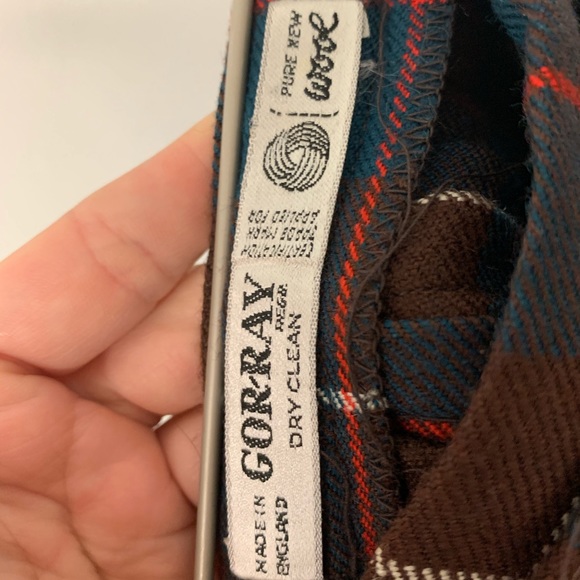 MADE IN
ENGLAND
GOR-RAY
REGD
DRY CLEAN
CERTIFICATION
TRADE MARK
APPLIED FOR
PURE NEW
wool